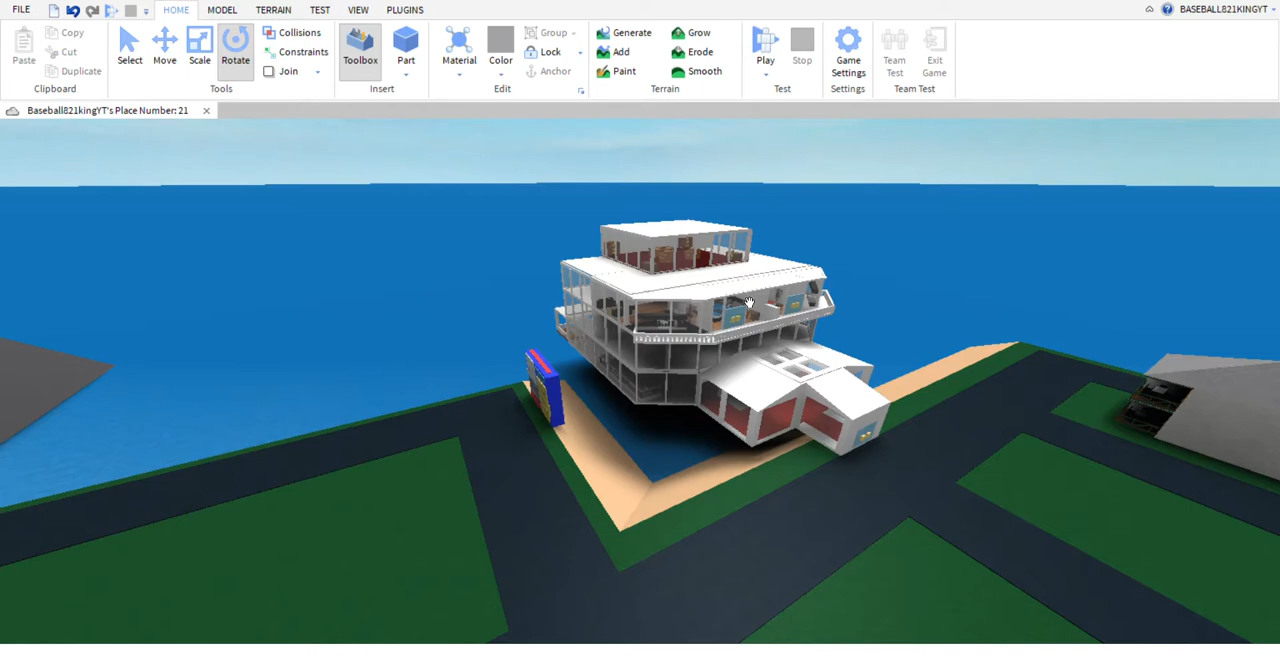 FILE HOME MODEL TERRAIN TEST VIEW PLUGINS BASEBALL821KINGYT
Paste Copy Cut Duplicate
Clipboard
Select Move Scale Rotate Collisions Constraints Join
Tools
Toolbox Part
Insert
Material Color Group Lock Anchor
Edit
Generate Add Paint Grow Erode Smooth
Terrain
Play Stop
Test
Game Settings
Settings
Team Test Exit Game
Team Test
Baseball821kingYT's Place Number: 21